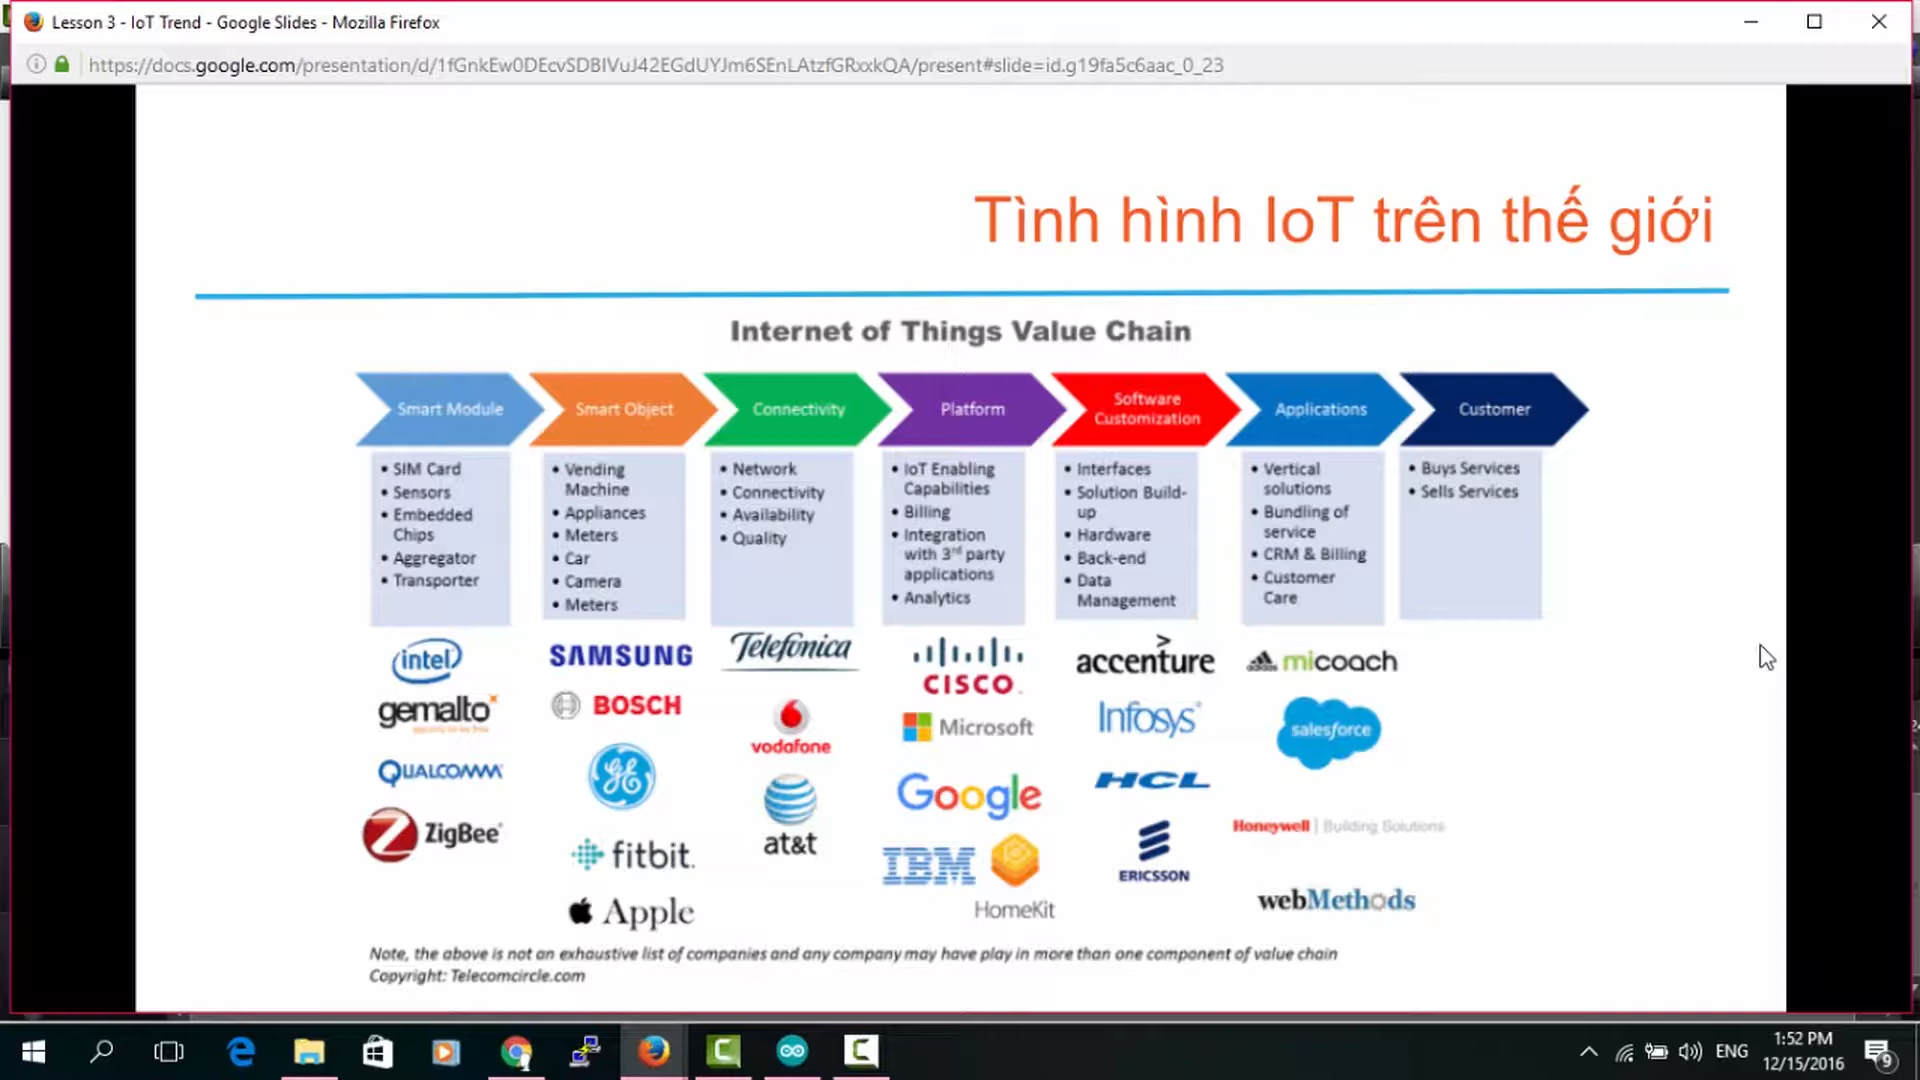 Lesson 3 - IoT Trend - Google Slides - Mozilla Firefox
https://docs.google.com/presentation/d/1fGnkEw0DEcvSDBIVuJ42EGdUYJm6SEnLAtzfGRxxkQA/present#slide=id.g19fa5c6aac_0_23
Tình hình IoT trên thế giới
Internet of Things Value Chain
Smart Module
• SIM Card
• Sensors
• Embedded
Chips
• Aggregator
• Transporter
intel
gemalto
QUALCOMM
ZigBee
Smart Object
• Vending
Machine
• Appliances
• Meters
• Car
• Camera
• Meters
SAMSUNG
BOSCH
GE
fitbit.
Apple
Connectivity
• Network
• Connectivity
• Availability
• Quality
Telefónica
vodafone
at&t
Platform
• IoT Enabling
Capabilities
• Billing
• Integration
with 3rd party
applications
• Analytics
CISCO
Microsoft
Google
IBM
HomeKit
Software
Customization
• Interfaces
• Solution Build-
up
• Hardware
• Back-end
• Data
Management
accenture
Infosys
HCL
ERICSSON
Applications
• Vertical
solutions
• Bundling of
service
• CRM & Billing
• Customer
Care
micoach
salesforce
Honeywell | Building Solutions
webMethods
Customer
• Buys Services
• Sells Services
Note, the above is not an exhaustive list of companies and any company may have play in more than one component of value chain
Copyright: Telecomcircle.com
ENG
1:52 PM
12/15/2016
9